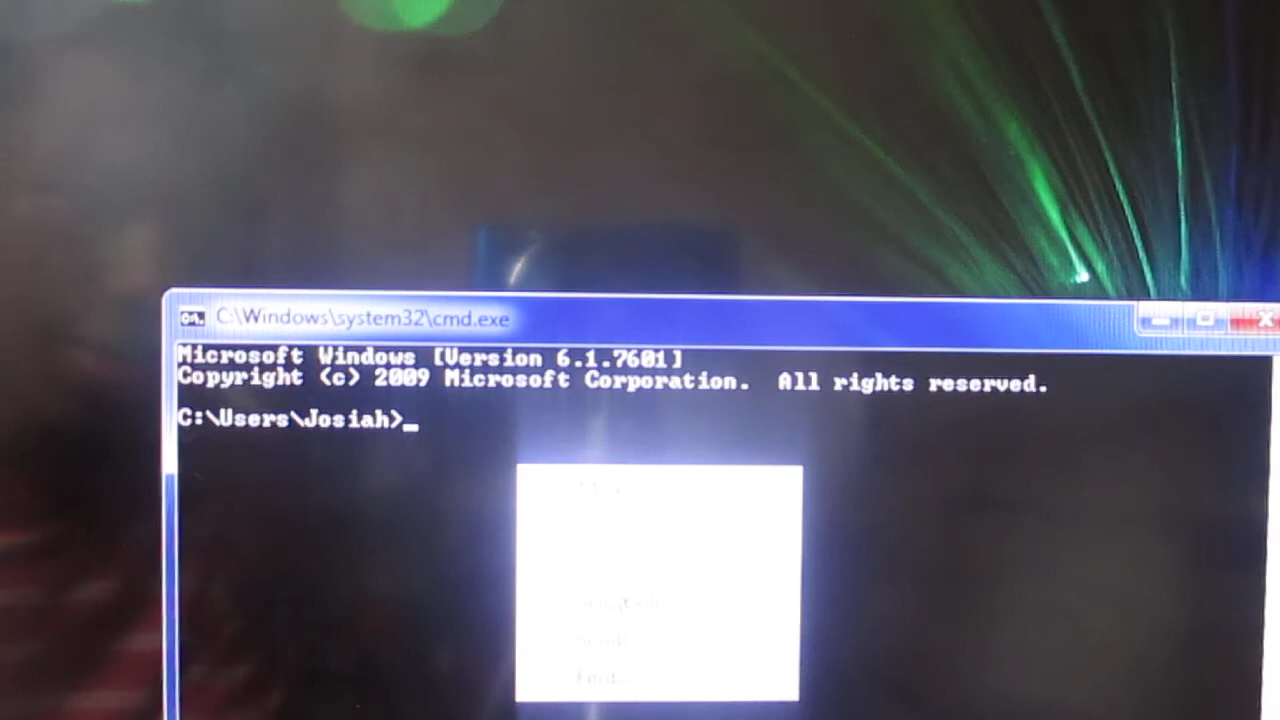 C:\Windows\system32\cmd.exe
Microsoft Windows [Version 6.1.7601]
Copyright (c) 2009 Microsoft Corporation.  All rights reserved.
C:\Users\Josiah>_